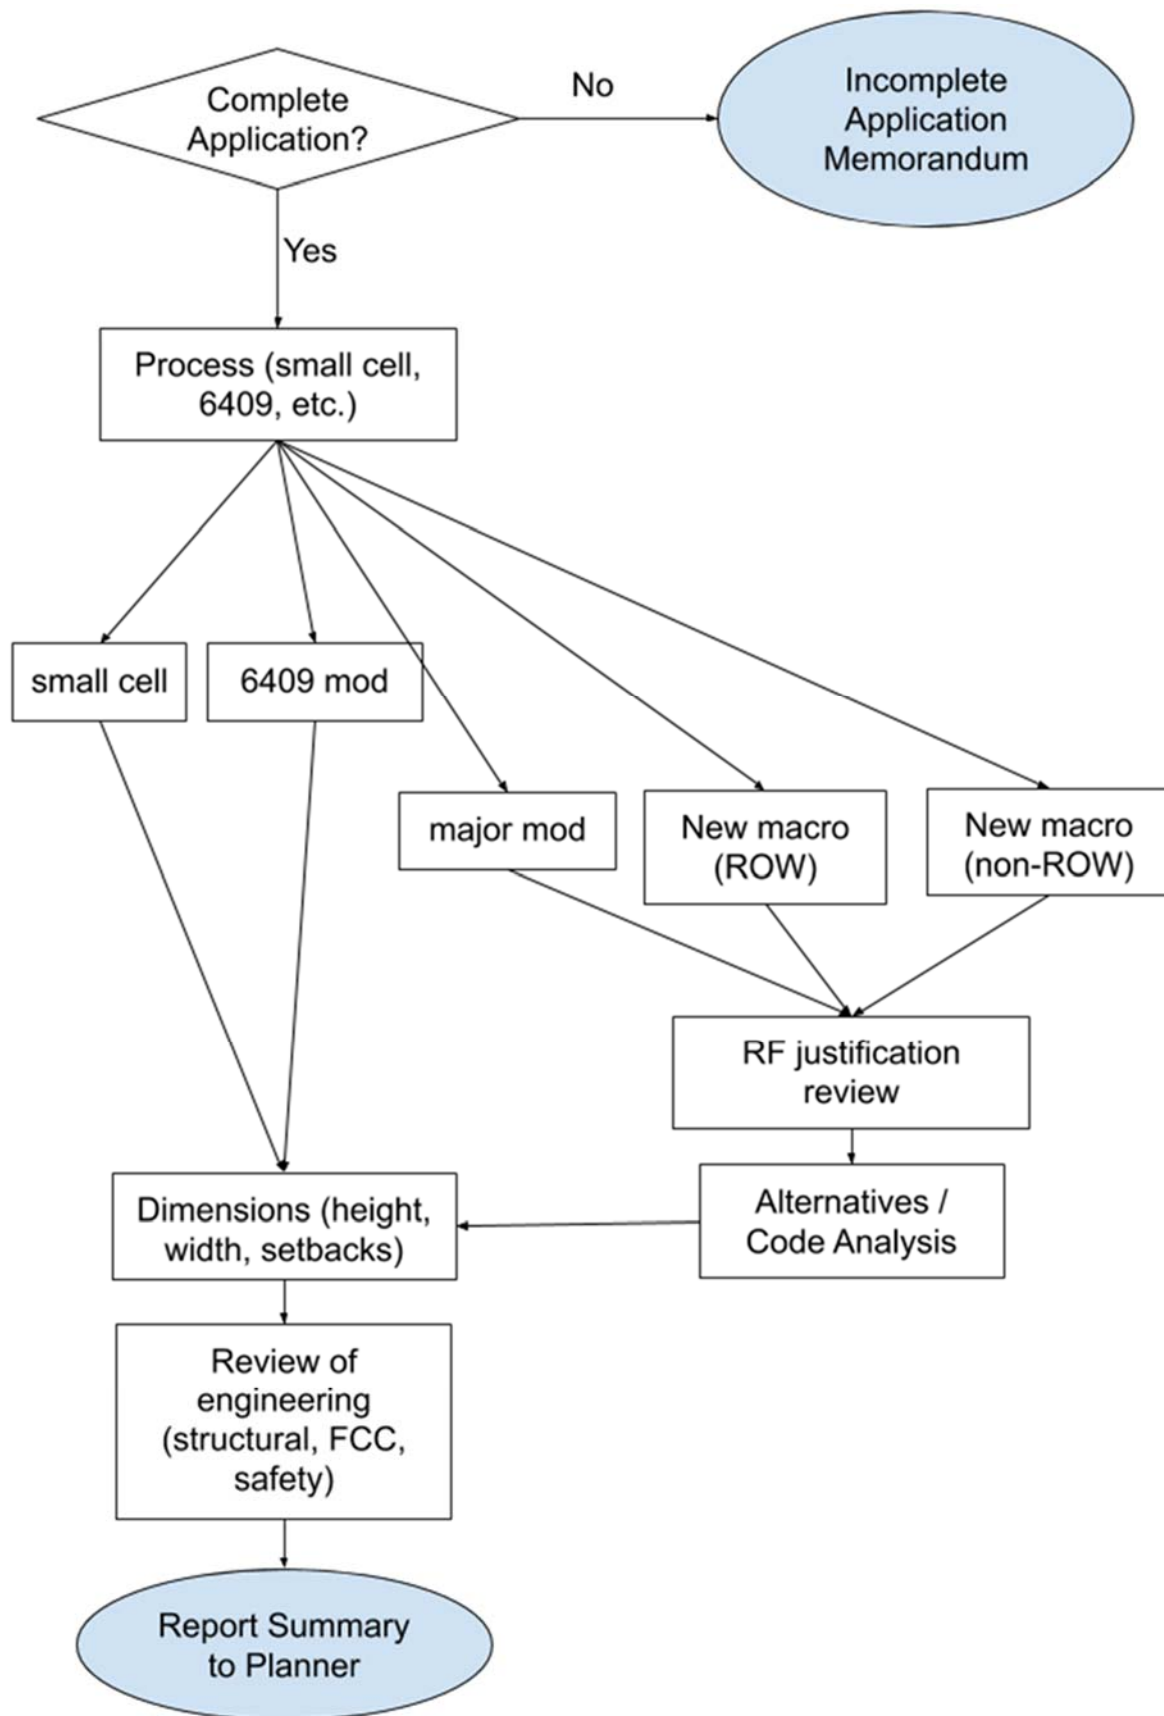 Complete
Application?
No
Incomplete
Application
Memorandum
Yes
Process (small cell,
6409, etc.)
small cell
6409 mod
major mod
New macro
(ROW)
New macro
(non-ROW)
RF justification
review
Alternatives /
Code Analysis
Dimensions (height,
width, setbacks)
Review of
engineering
(structural, FCC,
safety)
Report Summary
to Planner